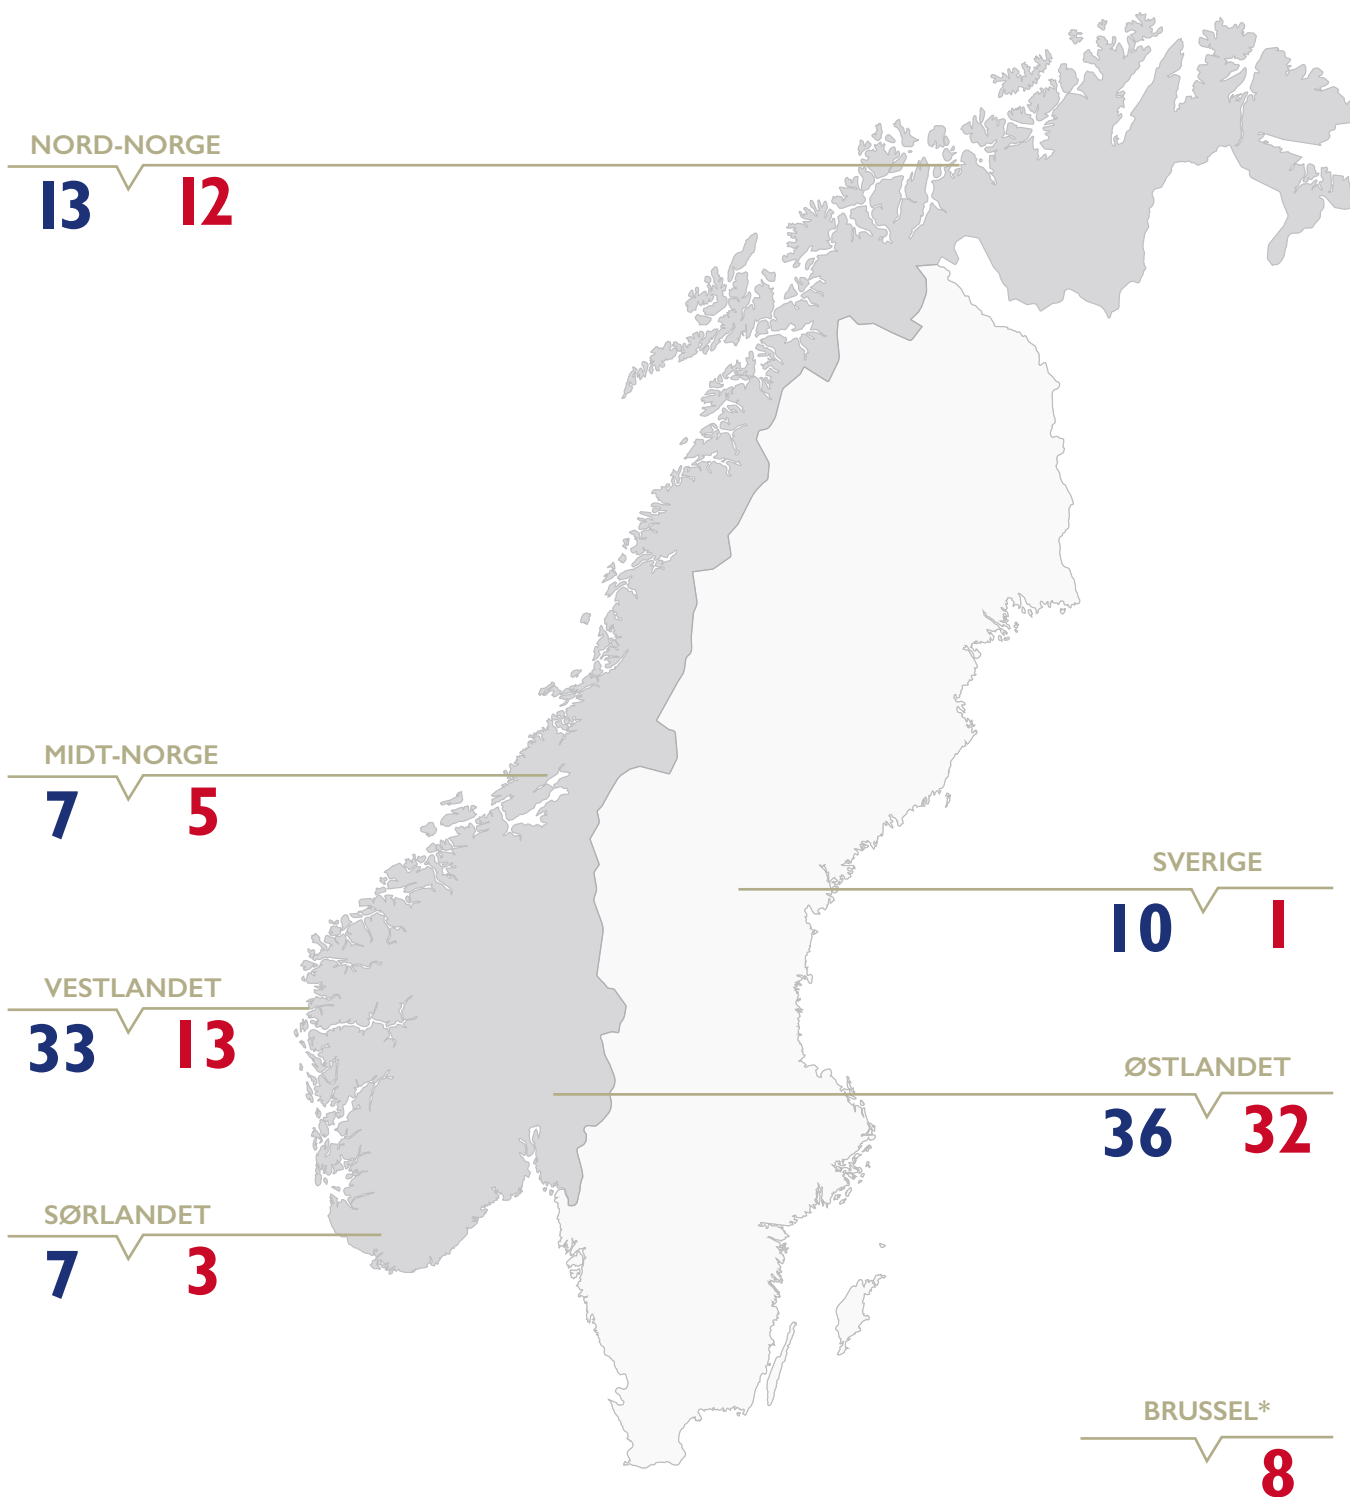 NORD-NORGE
13 12
MIDT-NORGE
7 5
SVERIGE
10 1
VESTLANDET
33 13
ØSTLANDET
36 32
SØRLANDET
7 3
BRUSSEL*
8